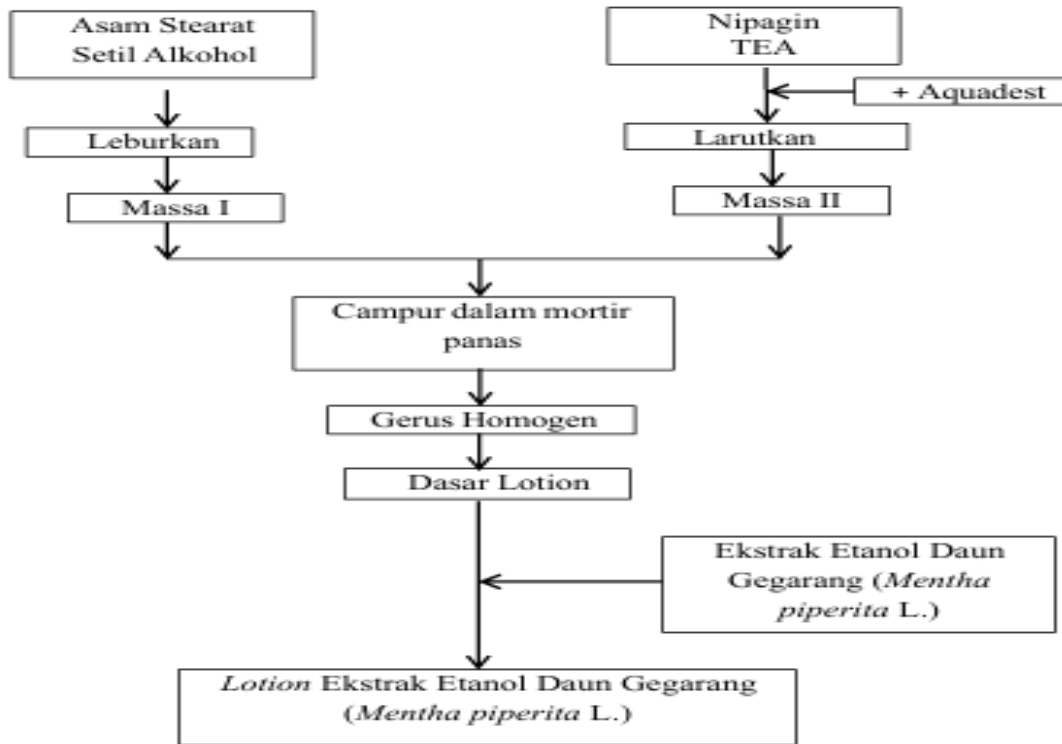 Asam Stearat
Setil Alkohol
Nipagin
TEA
+ Aquadest
Leburkan
Larutkan
Massa I
Massa II
Campur dalam mortir
panas
Gerus Homogen
Dasar Lotion
Ekstrak Etanol Daun
Gegarang (Mentha
piperita L.)
Lotion Ekstrak Etanol Daun Gegarang
(Mentha piperita L.)